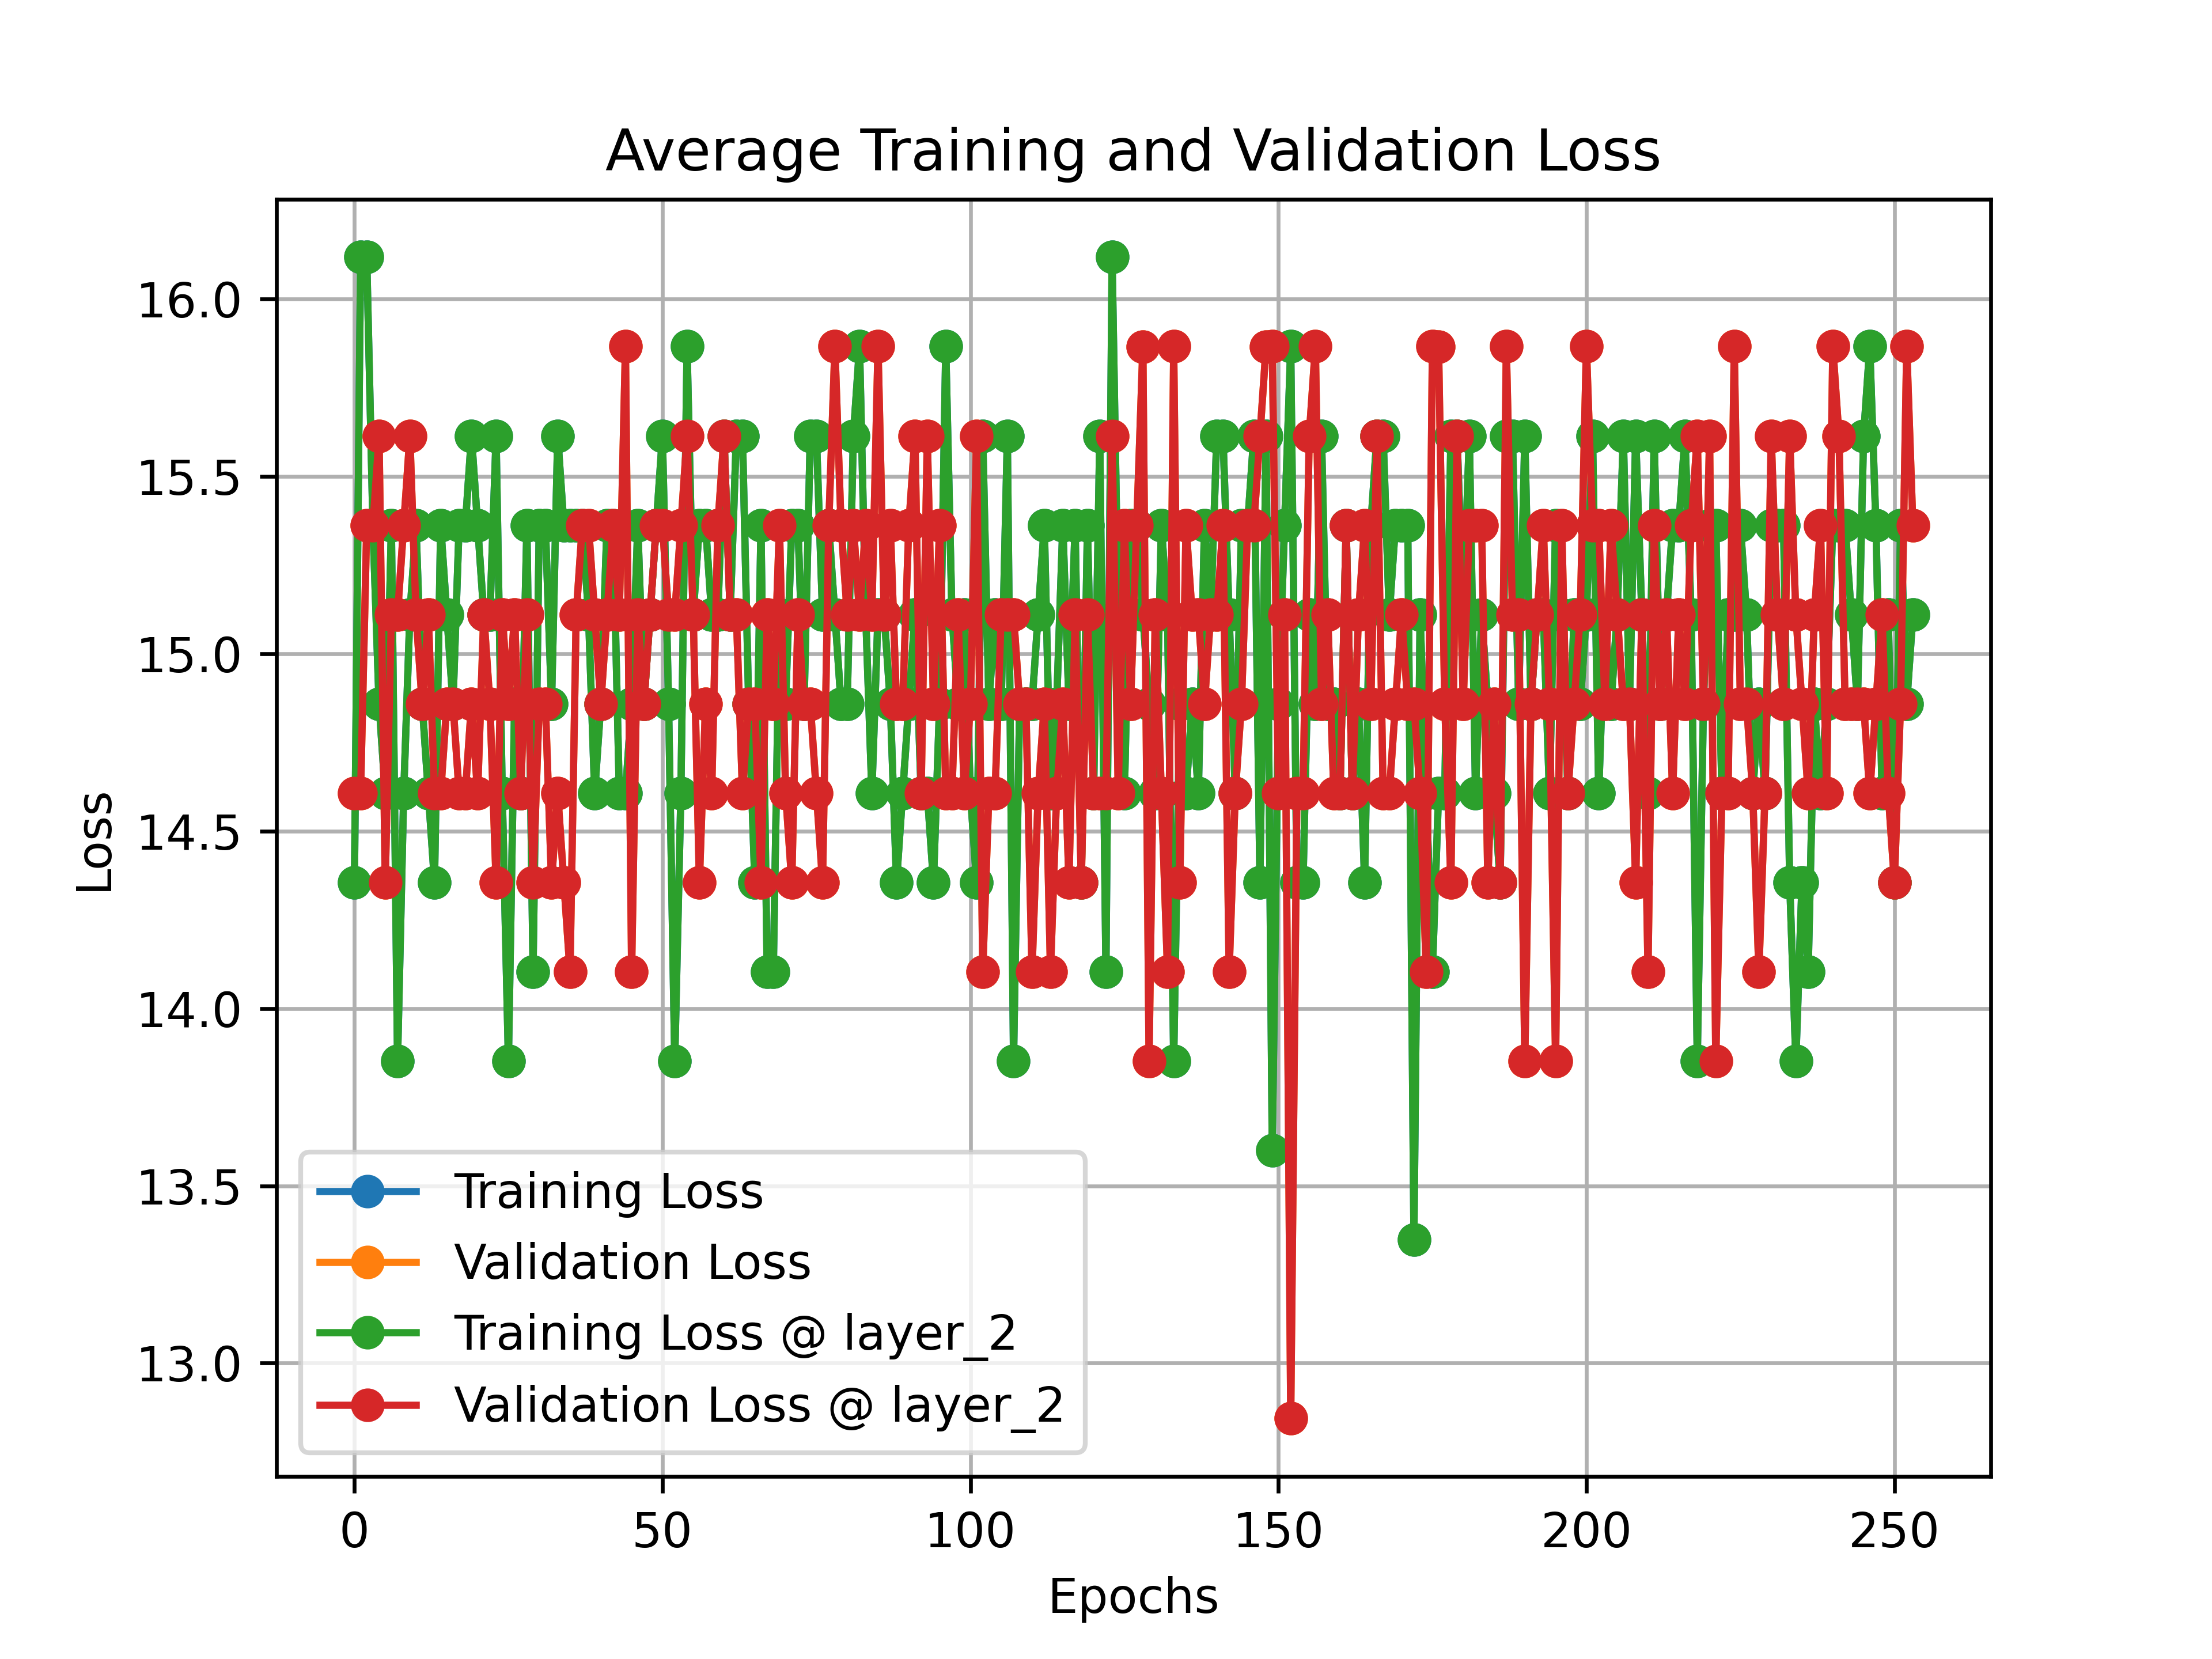 Average Training and Validation Loss
16.0
15.5
15.0
14.5
14.0
13.5
13.0
Loss
Training Loss
Validation Loss
Training Loss @ layer_2
Validation Loss @ layer_2
0 50 100 150 200 250
Epochs